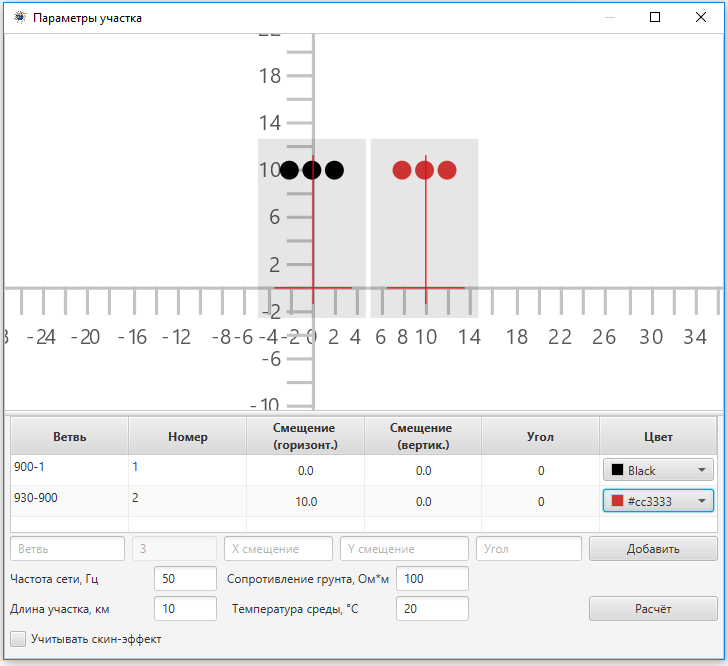 Параметры участка
18
14
10
6
2
-2
-6
-10
-24 -20 -16 -12 -8 -6 -4 -2 0 2 4 6 8 10 14 18 22 26 30 34
Ветвь Номер Смещение (горизонт.) Смещение (вертик.) Угол Цвет
900-1 1 0.0 0.0 0 Black
930-900 2 10.0 0.0 0 #cc3333
Ветвь 3 X смещение Y смещение Угол Добавить
Частота сети, Гц 50 Сопротивление грунта, Ом*м 100
Длина участка, км 10 Температура среды, °C 20 Расчёт
Учитывать скин-эффект